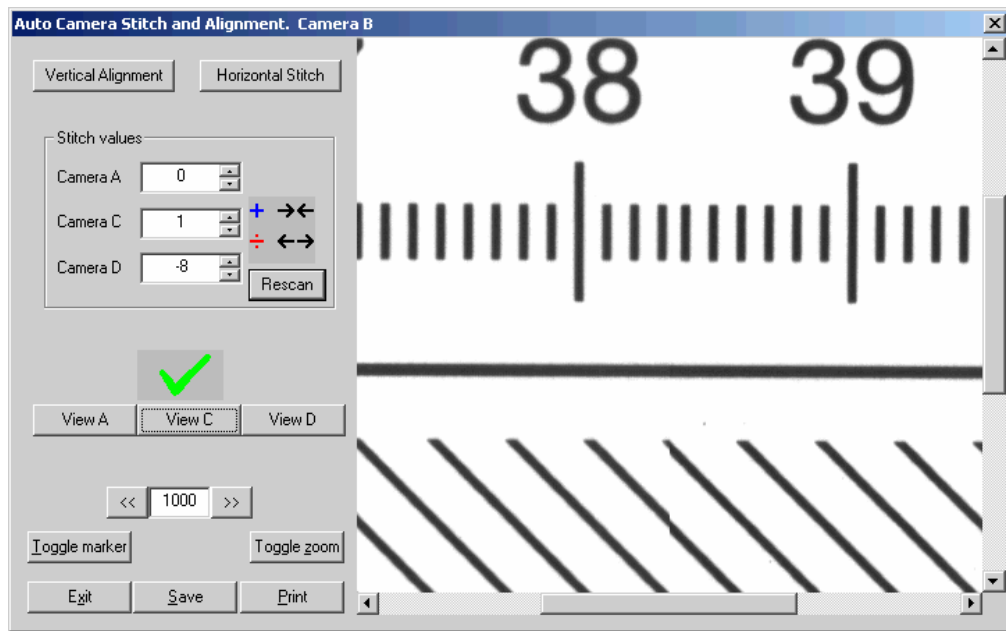 Auto Camera Stitch and Alignment. Camera B
Vertical Alignment
Horizontal Stitch
Stitch values
Camera A 0
Camera C 1
Camera D -8
Rescan
View A View C View D
<< 1000 >>
Toggle marker Toggle zoom
Exit Save Print
38 39